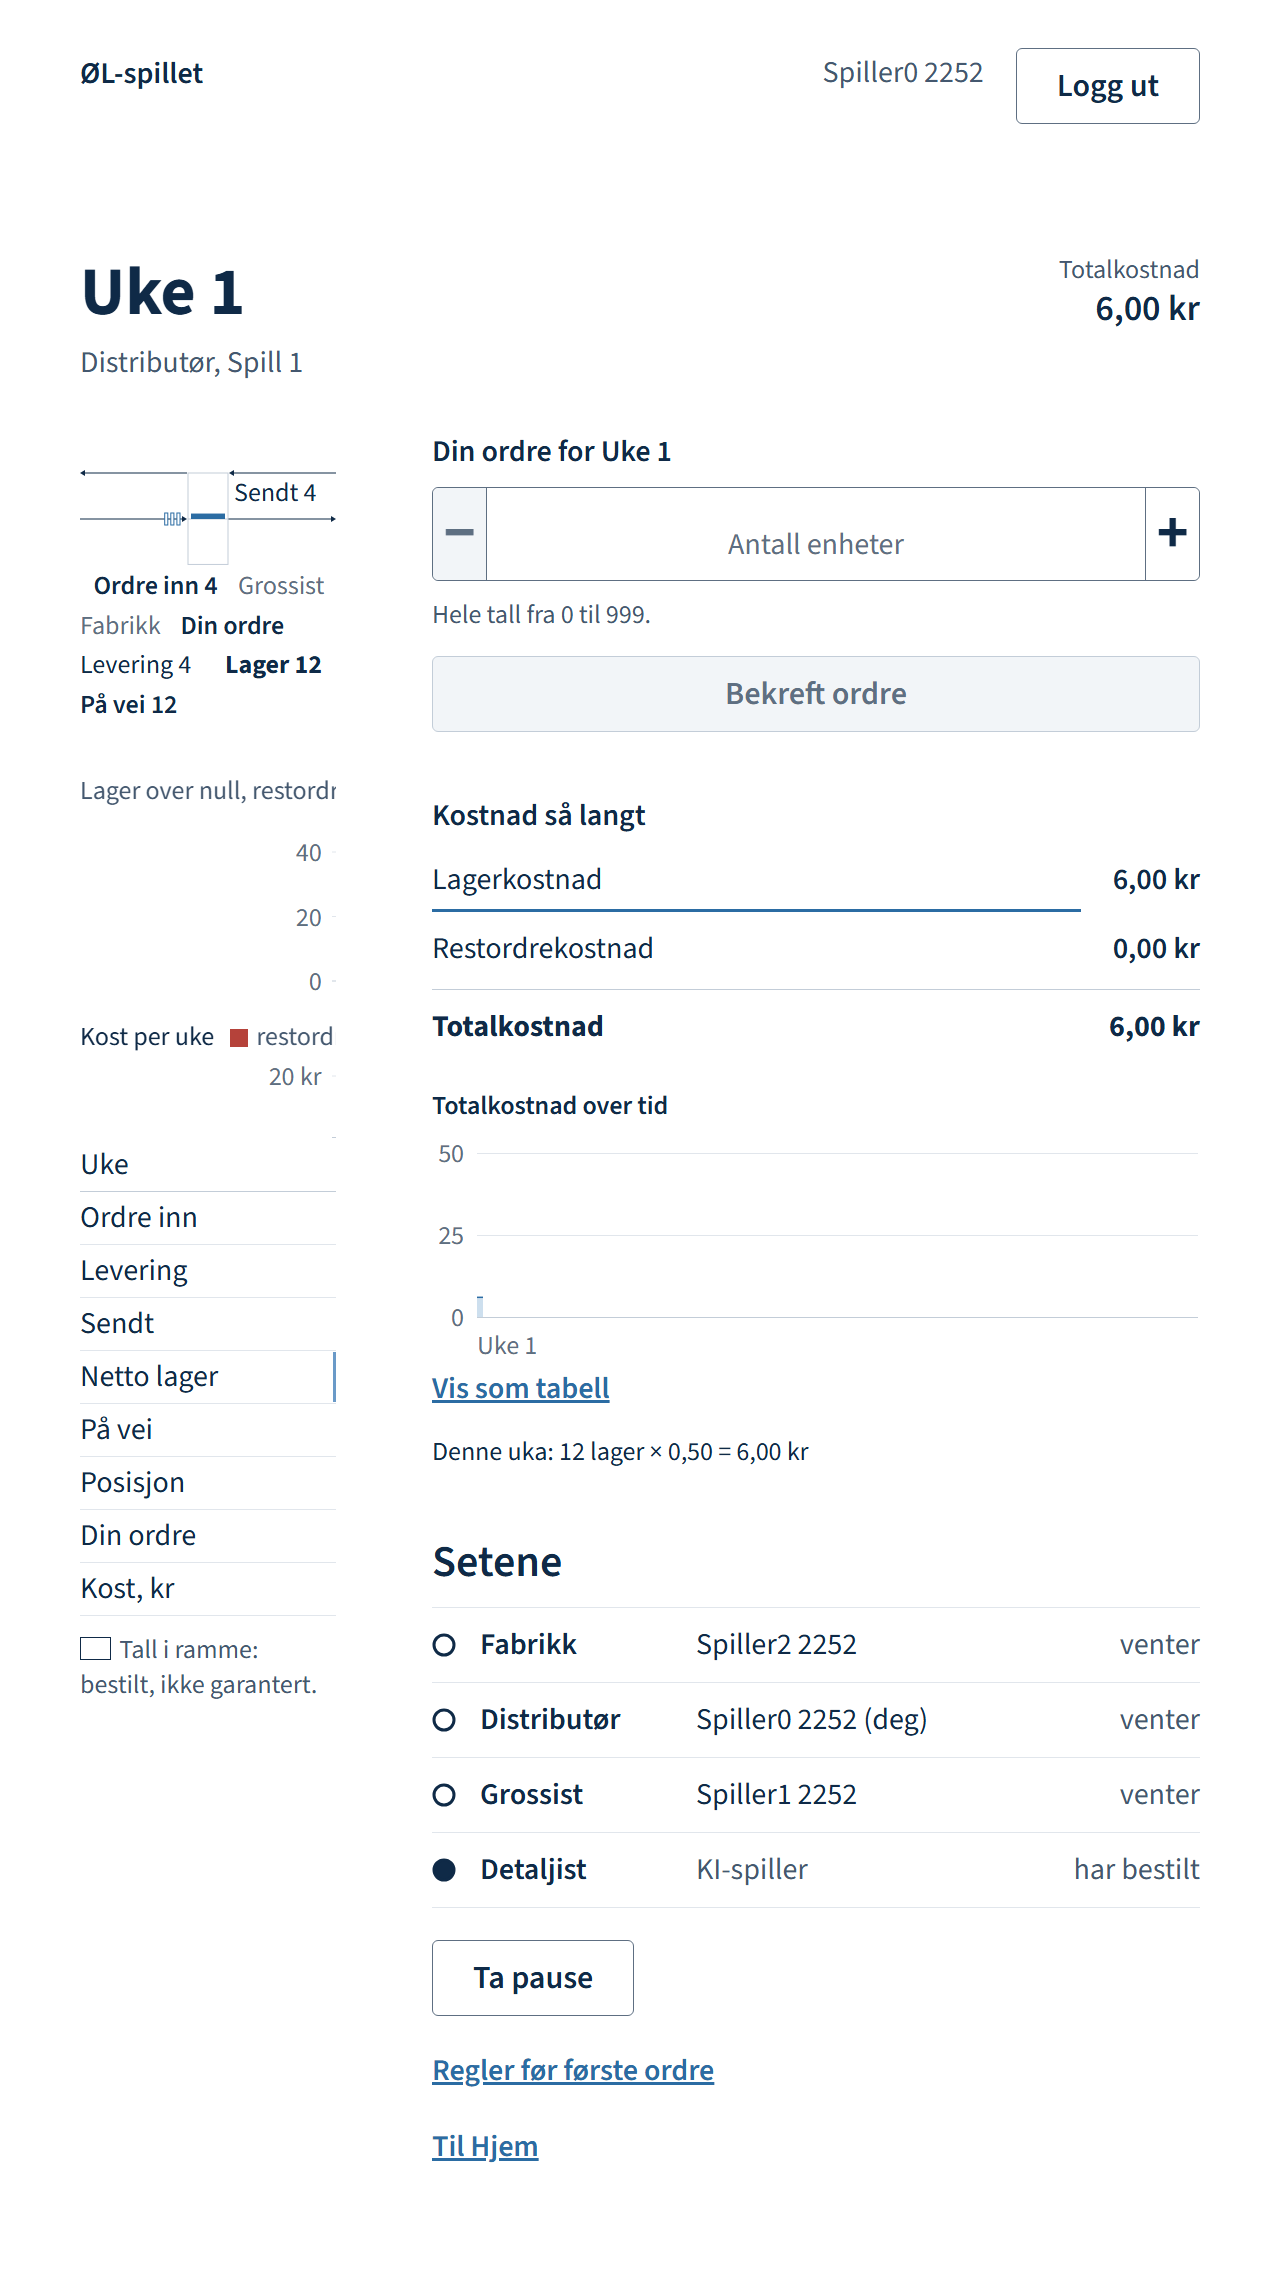 ØL-spillet
Spiller0 2252
Logg ut
Uke 1
Totalkostnad
6,00 kr
Distributør, Spill 1
Sendt 4
Ordre inn 4 Grossist
Fabrikk Din ordre
Levering 4 Lager 12
På vei 12
Lager over null, restordr
40
20
0
Kost per uke restord
20 kr
Uke
Ordre inn
Levering
Sendt
Netto lager
På vei
Posisjon
Din ordre
Kost, kr
Tall i ramme:
bestilt, ikke garantert.
Din ordre for Uke 1
− Antall enheter +
Hele tall fra 0 til 999.
Bekreft ordre
Kostnad så langt
Lagerkostnad 6,00 kr
Restordrekostnad 0,00 kr
Totalkostnad 6,00 kr
Totalkostnad over tid
50
25
0
Uke 1
Vis som tabell
Denne uka: 12 lager × 0,50 = 6,00 kr
Setene
Fabrikk Spiller2 2252 venter
Distributør Spiller0 2252 (deg) venter
Grossist Spiller1 2252 venter
Detaljist KI-spiller har bestilt
Ta pause
Regler før første ordre
Til Hjem